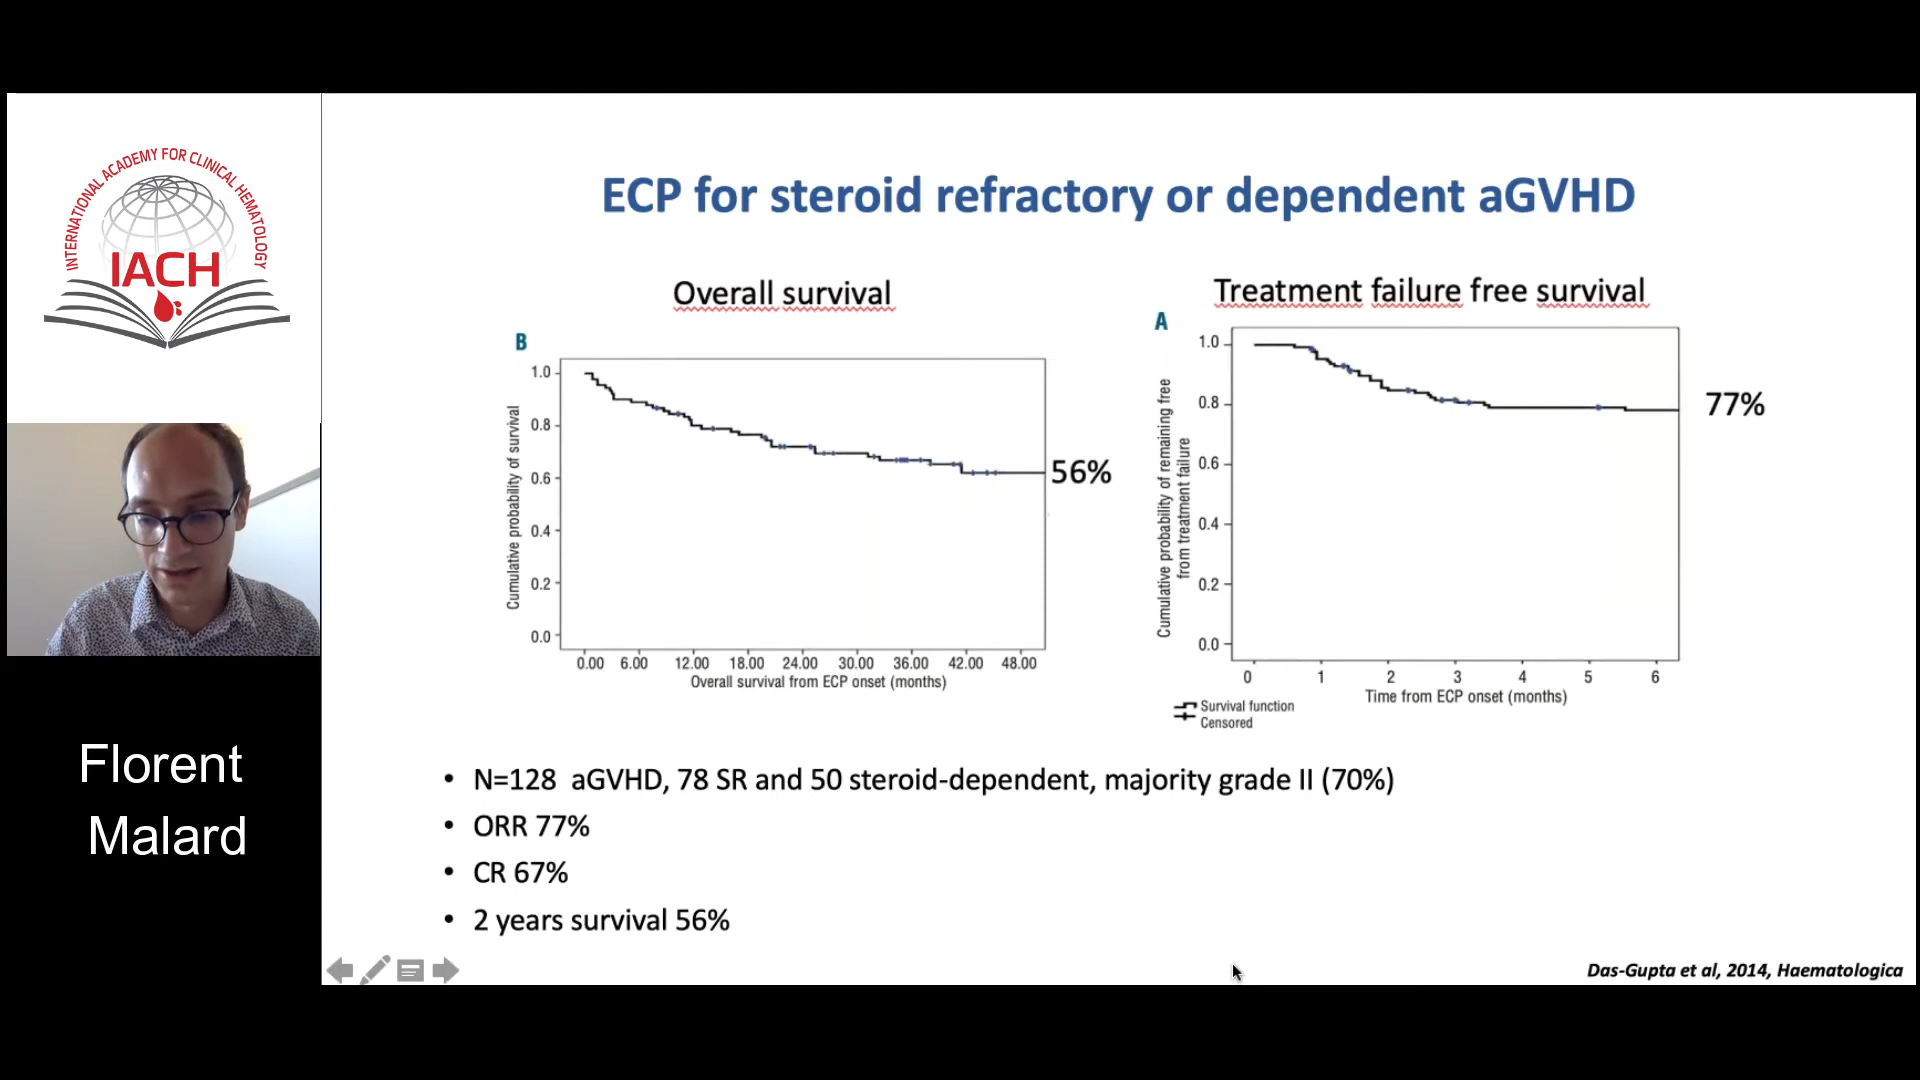 INTERNATIONAL ACADEMY FOR CLINICAL HEMATOLOGY
IACH
Florent
Malard
ECP for steroid refractory or dependent aGVHD
Overall survival
B
Cumulative probability of survival
1.0
0.8
0.6
0.4
0.2
0.0
0.00 6.00 12.00 18.00 24.00 30.00 36.00 42.00 48.00
Overall survival from ECP onset (months)
56%
Treatment failure free survival
A
Cumulative probability of remaining free
from treatment failure
1.0
0.8
0.6
0.4
0.2
0.0
0 1 2 3 4 5 6
Time from ECP onset (months)
Survival function
Censored
77%
• N=128 aGVHD, 78 SR and 50 steroid-dependent, majority grade II (70%)
• ORR 77%
• CR 67%
• 2 years survival 56%
Das-Gupta et al, 2014, Haematologica